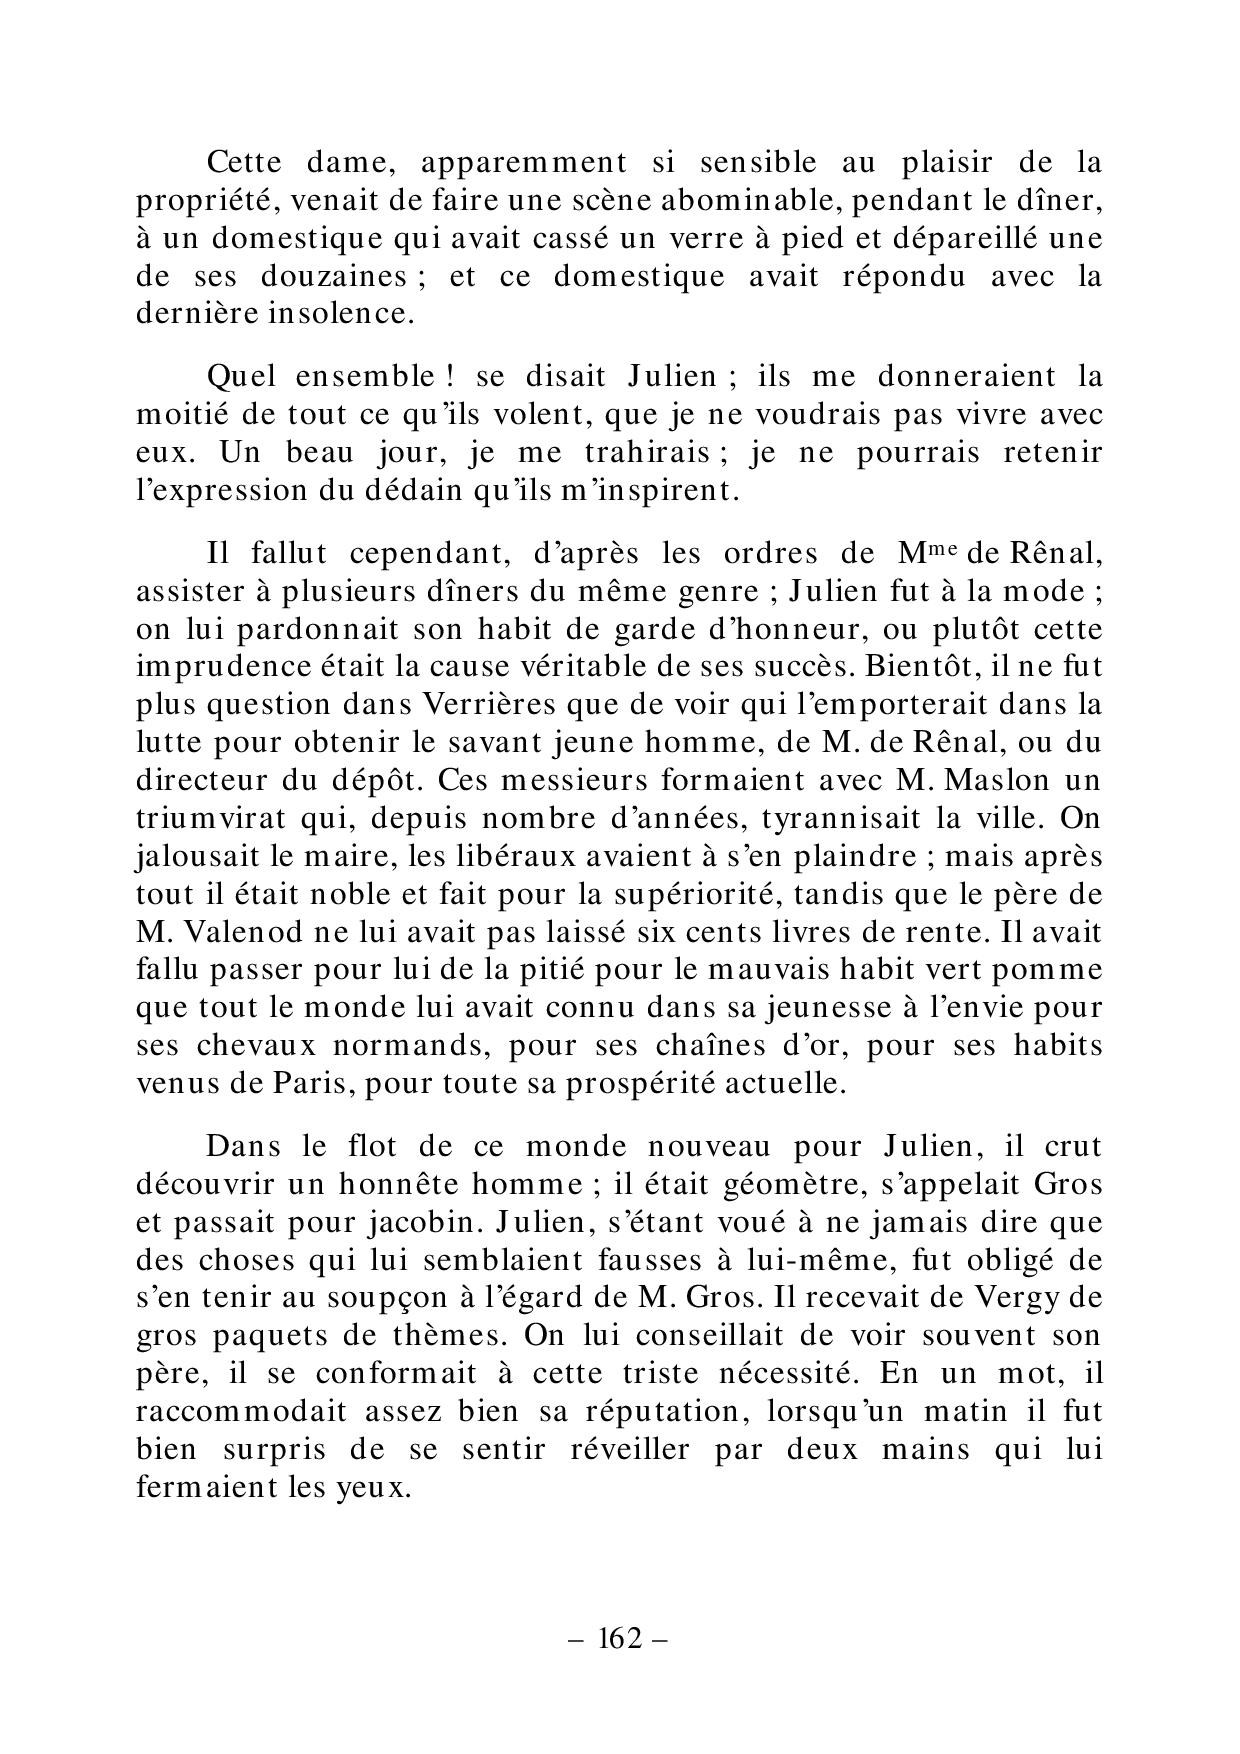 Cette dame, apparemment si sensible au plaisir de la
propriété, venait de faire une scène abominable, pendant le dîner,
à un domestique qui avait cassé un verre à pied et dépareillé une
de ses douzaines ; et ce domestique avait répondu avec la
dernière insolence.
Quel ensemble ! se disait Julien ; ils me donneraient la
moitié de tout ce qu’ils volent, que je ne voudrais pas vivre avec
eux. Un beau jour, je me trahirais ; je ne pourrais retenir
l’expression du dédain qu’ils m’inspirent.
Il fallut cependant, d’après les ordres de Mme de Rênal,
assister à plusieurs dîners du même genre ; Julien fut à la mode ;
on lui pardonnait son habit de garde d’honneur, ou plutôt cette
imprudence était la cause véritable de ses succès. Bientôt, il ne fut
plus question dans Verrières que de voir qui l’emporterait dans la
lutte pour obtenir le savant jeune homme, de M. de Rênal, ou du
directeur du dépôt. Ces messieurs formaient avec M. Maslon un
triumvirat qui, depuis nombre d’années, tyrannisait la ville. On
jalousait le maire, les libéraux avaient à s’en plaindre ; mais après
tout il était noble et fait pour la supériorité, tandis que le père de
M. Valenod ne lui avait pas laissé six cents livres de rente. Il avait
fallu passer pour lui de la pitié pour le mauvais habit vert pomme
que tout le monde lui avait connu dans sa jeunesse à l’envie pour
ses chevaux normands, pour ses chaînes d’or, pour ses habits
venus de Paris, pour toute sa prospérité actuelle.
Dans le flot de ce monde nouveau pour Julien, il crut
découvrir un honnête homme ; il était géomètre, s’appelait Gros
et passait pour jacobin. Julien, s’étant voué à ne jamais dire que
des choses qui lui semblaient fausses à lui-même, fut obligé de
s’en tenir au soupçon à l’égard de M. Gros. Il recevait de Vergy de
gros paquets de thèmes. On lui conseillait de voir souvent son
père, il se conformait à cette triste nécessité. En un mot, il
raccommodait assez bien sa réputation, lorsqu’un matin il fut
bien surpris de se sentir réveiller par deux mains qui lui
fermaient les yeux.
– 162 –